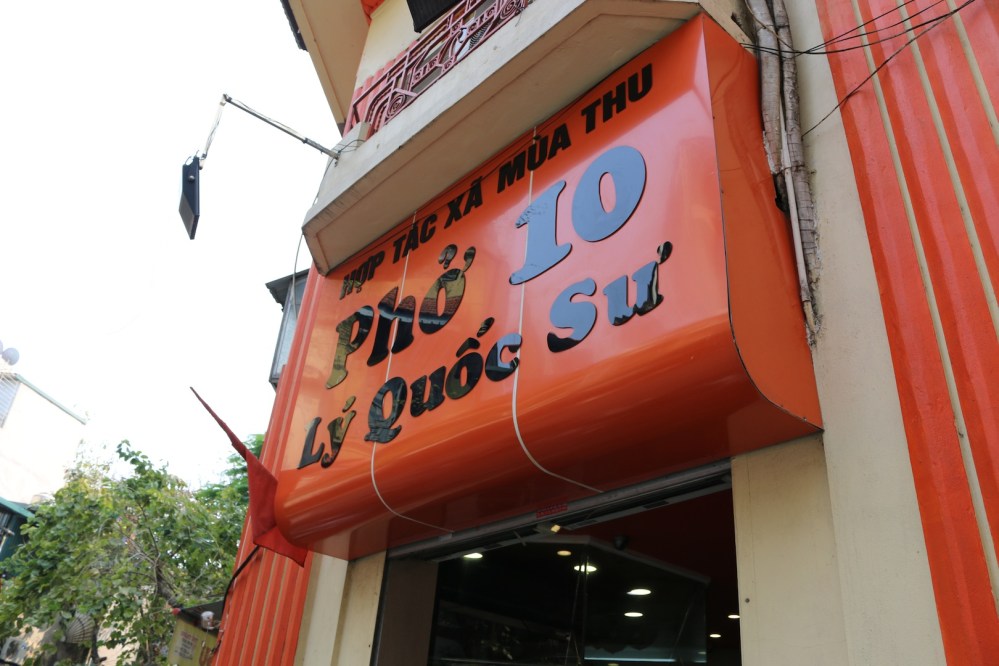 HỢP TÁC XÃ MÙA THU
Phở 10
Lý Quốc Sư